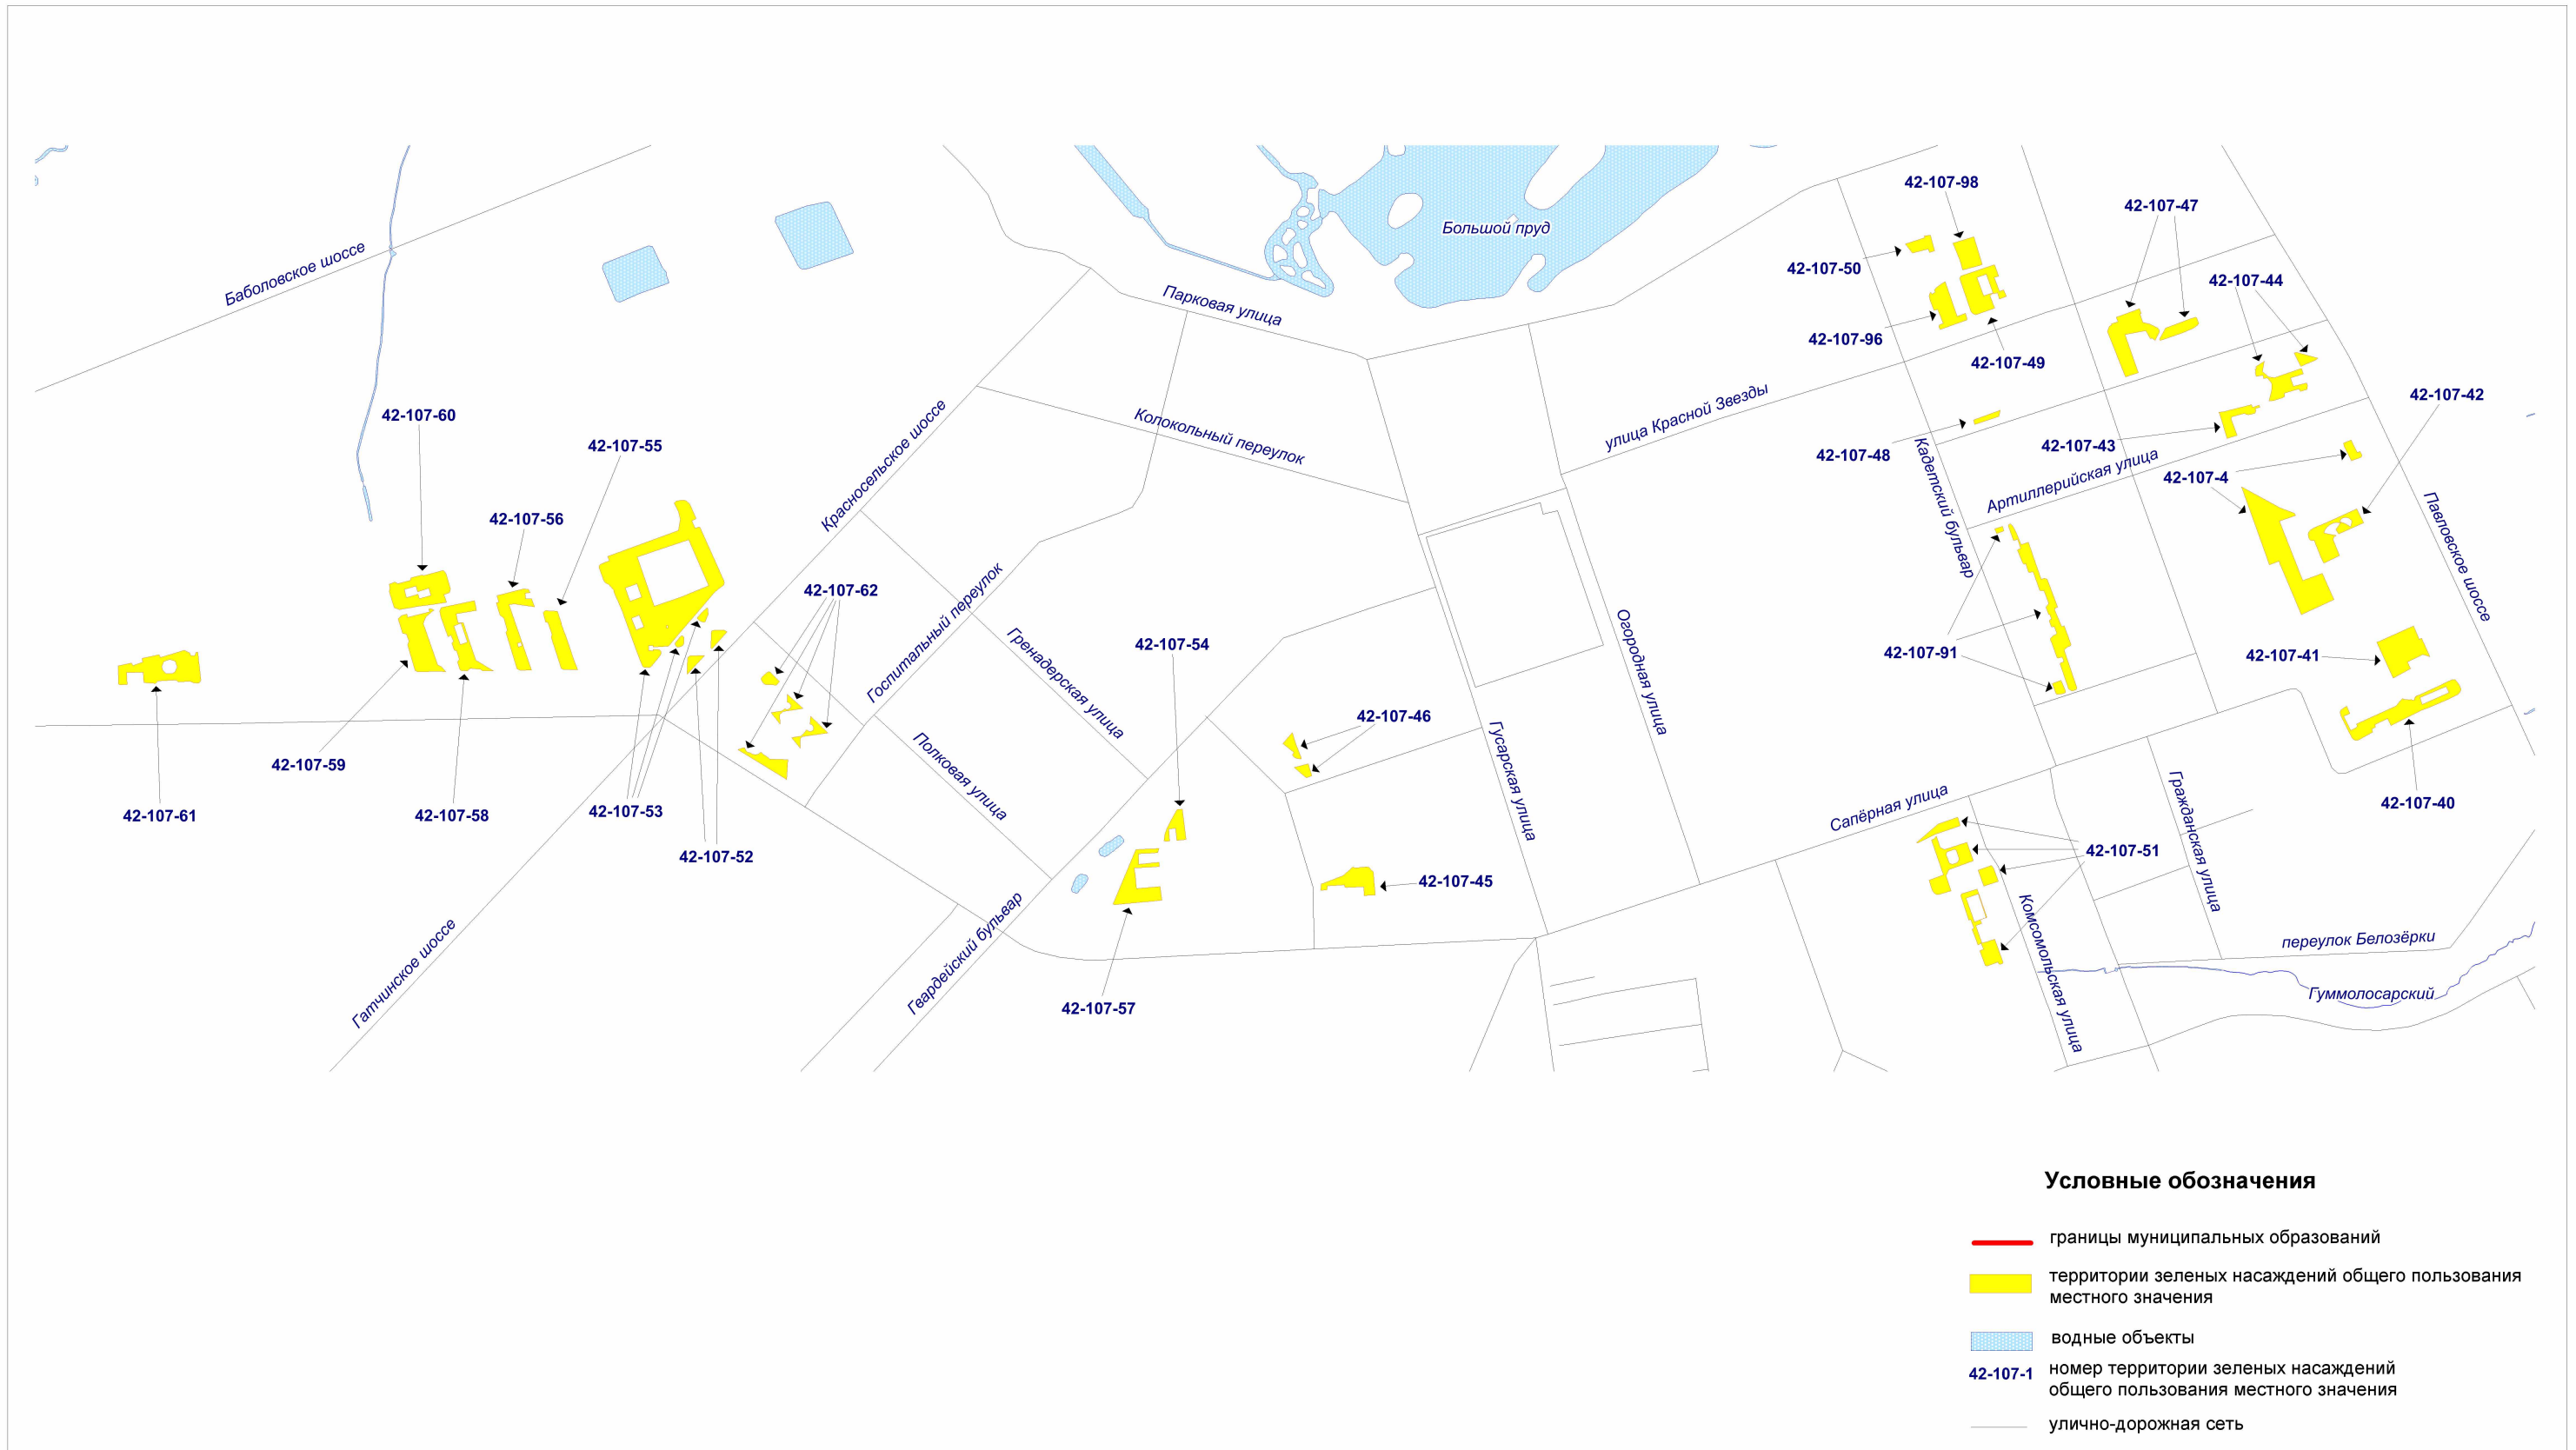 42-107-98
42-107-47
Большой пруд
42-107-50
42-107-44
Баболовское шоссе
Парковая улица
42-107-96
42-107-49
42-107-42
42-107-60
улица Красной Звезды
Колокольный переулок
42-107-55
42-107-48
42-107-43
Красносельское шоссе
Кадетский бульвар
Артиллерийская улица
42-107-4
42-107-56
Павловское шоссе
42-107-62
Госпитальный переулок
Гренадерская улица
42-107-54
Огородная улица
42-107-91
42-107-41
42-107-46
42-107-59
Полковая улица
Гусарская улица
Сапёрная улица
Гражданская улица
42-107-40
42-107-61
42-107-58
42-107-53
42-107-52
42-107-51
42-107-45
Гатчинское шоссе
Гвардейский бульвар
Комсомольская улица
переулок Белозёрки
Гуммолосарский
42-107-57
Условные обозначения
границы муниципальных образований
территории зеленых насаждений общего пользования
местного значения
водные объекты
42-107-1
номер территории зеленых насаждений
общего пользования местного значения
улично-дорожная сеть